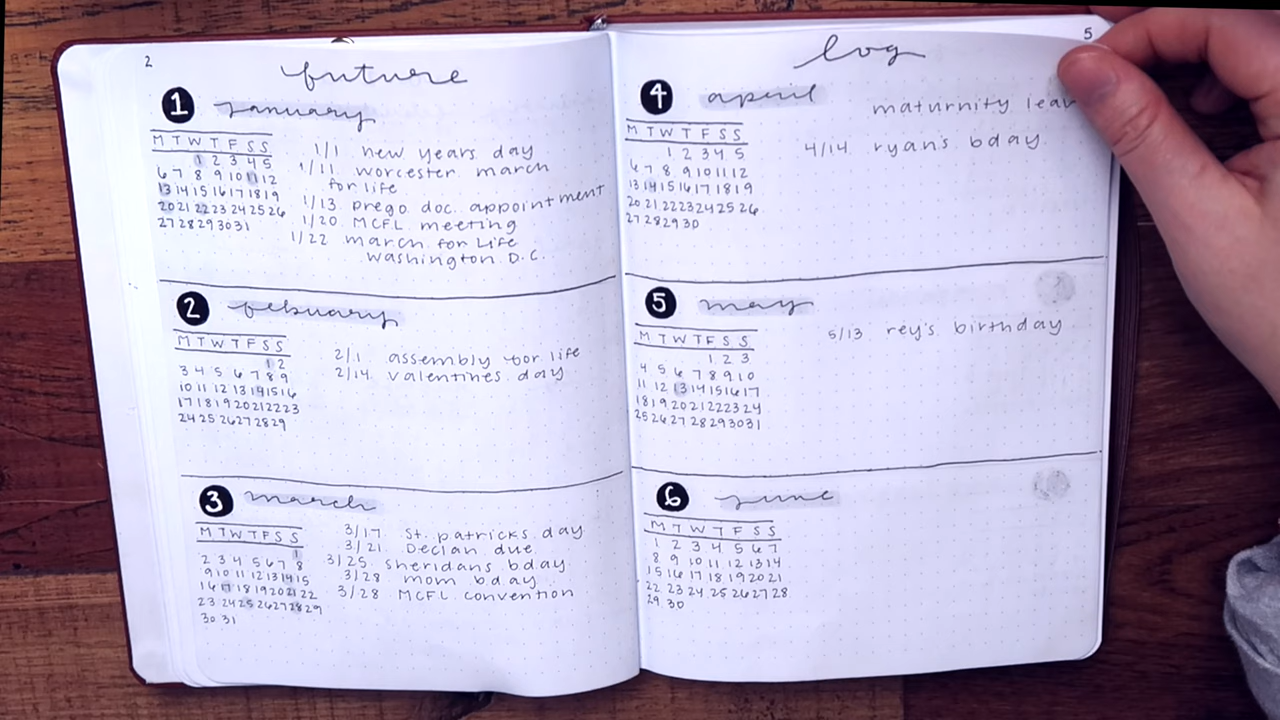 2
future
1 january
M T W T F S S
1 2 3 4 5
6 7 8 9 10 11 12
13 14 15 16 17 18 19
20 21 22 23 24 25 26
27 28 29 30 31
1/1 new years day
1/11 worcester march
for life
1/13 prego doc. appointment
1/20 MCFL meeting
1/22 march for life
washington D.C.
2 febuary
M T W T F S S
1 2
3 4 5 6 7 8 9
10 11 12 13 14 15 16
17 18 19 20 21 22 23
24 25 26 27 28 29
2/1 assembly for life
2/14 valentines day
3 march
M T W T F S S
1
2 3 4 5 6 7 8
9 10 11 12 13 14 15
16 17 18 19 20 21 22
23 24 25 26 27 28 29
30 31
3/17 St. patricks day
3/21 Declan due
3/25 sheridans bday
3/28 mom bday
3/28 MCFL convention
5
log
4 april
M T W T F S S
1 2 3 4 5
6 7 8 9 10 11 12
13 14 15 16 17 18 19
20 21 22 23 24 25 26
27 28 29 30
maturnity leav
4/14 ryan's bday
5 may
M T W T F S S
1 2 3
4 5 6 7 8 9 10
11 12 13 14 15 16 17
18 19 20 21 22 23 24
25 26 27 28 29 30 31
5/13 rey's birthday
6 june
M T W T F S S
1 2 3 4 5 6 7
8 9 10 11 12 13 14
15 16 17 18 19 20 21
22 23 24 25 26 27 28
29 30